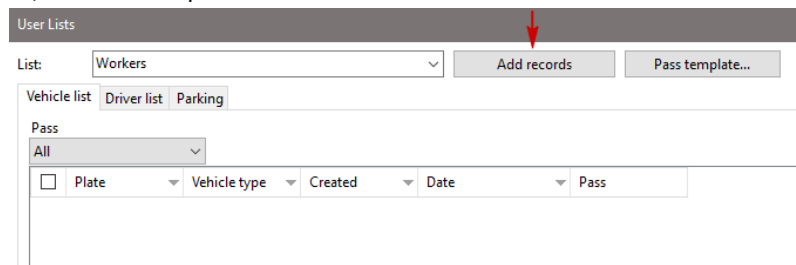 User Lists
List: Workers Add records Pass template...
Vehicle list Driver list Parking
Pass
All
Plate Vehicle type Created Date Pass